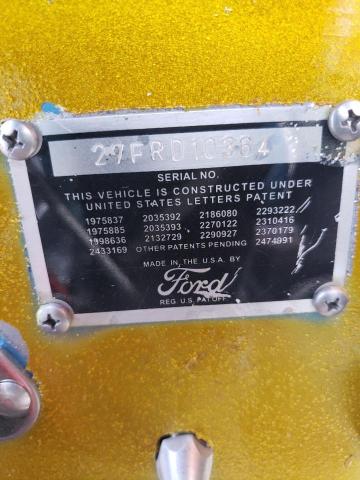 27FRD10364
SERIAL NO.
THIS VEHICLE IS CONSTRUCTED UNDER
UNITED STATES LETTERS PATENT
1975837 2035392 2186080 2293222
1975885 2035393 2270122 2310416
1998636 2132729 2290927 2370179
2433169 OTHER PATENTS PENDING 2474991
MADE IN THE U.S.A. BY
Ford
REG. U.S. PAT OFF.